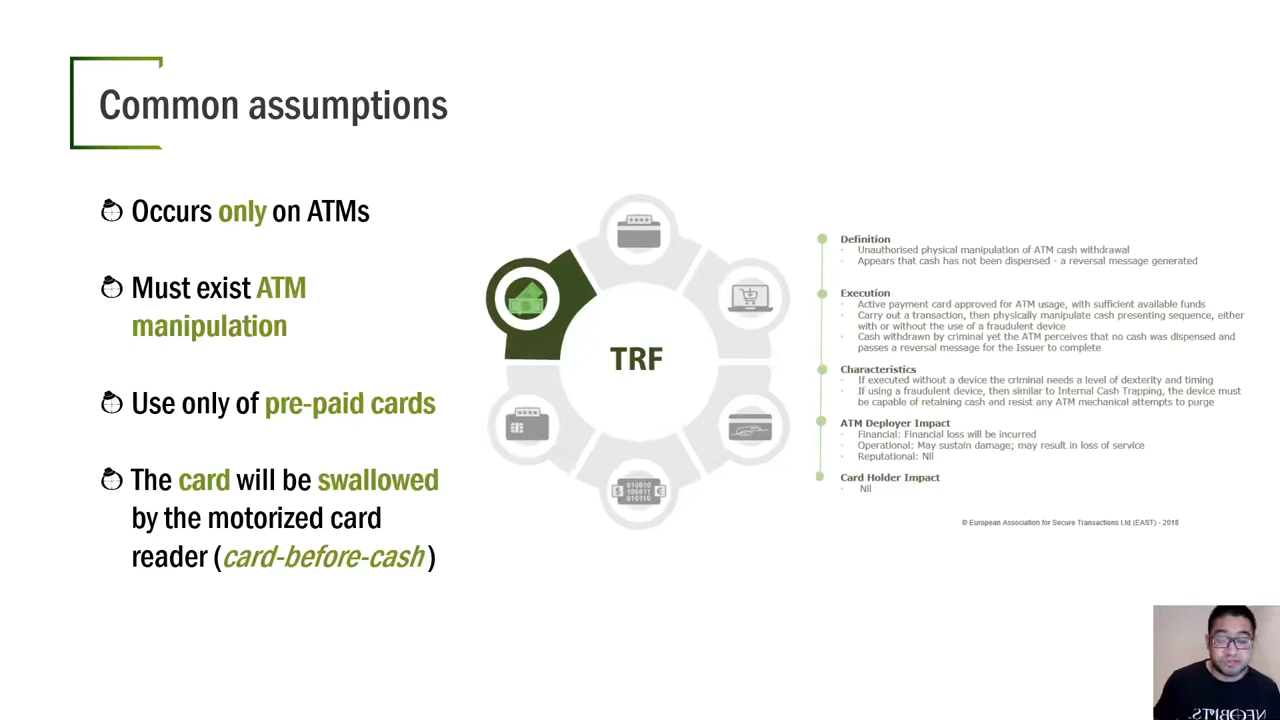 Common assumptions
Occurs only on ATMs
Must exist ATM
manipulation
Use only of pre-paid cards
The card will be swallowed
by the motorized card
reader (card-before-cash)
TRF
010010
100011
010110
Definition
Unauthorised physical manipulation of ATM cash withdrawal
Appears that cash has not been dispensed - a reversal message generated
Execution
Active payment card approved for ATM usage, with sufficient available funds
Carry out a transaction, then physically manipulate cash presenting sequence, either
with or without the use of a fraudulent device
Cash withdrawn by criminal yet the ATM perceives that no cash was dispensed and
passes a reversal message for the Issuer to complete
Characteristics
If executed without a device the criminal needs a level of dexterity and timing
If using a fraudulent device, then similar to Internal Cash Trapping, the device must
be capable of retaining cash and resist any ATM mechanical attempts to purge
ATM Deployer Impact
Financial: Financial loss will be incurred
Operational: May sustain damage; may result in loss of service
Reputational: Nil
Card Holder Impact
Nil
© European Association for Secure Transactions Ltd (EAST) - 2018